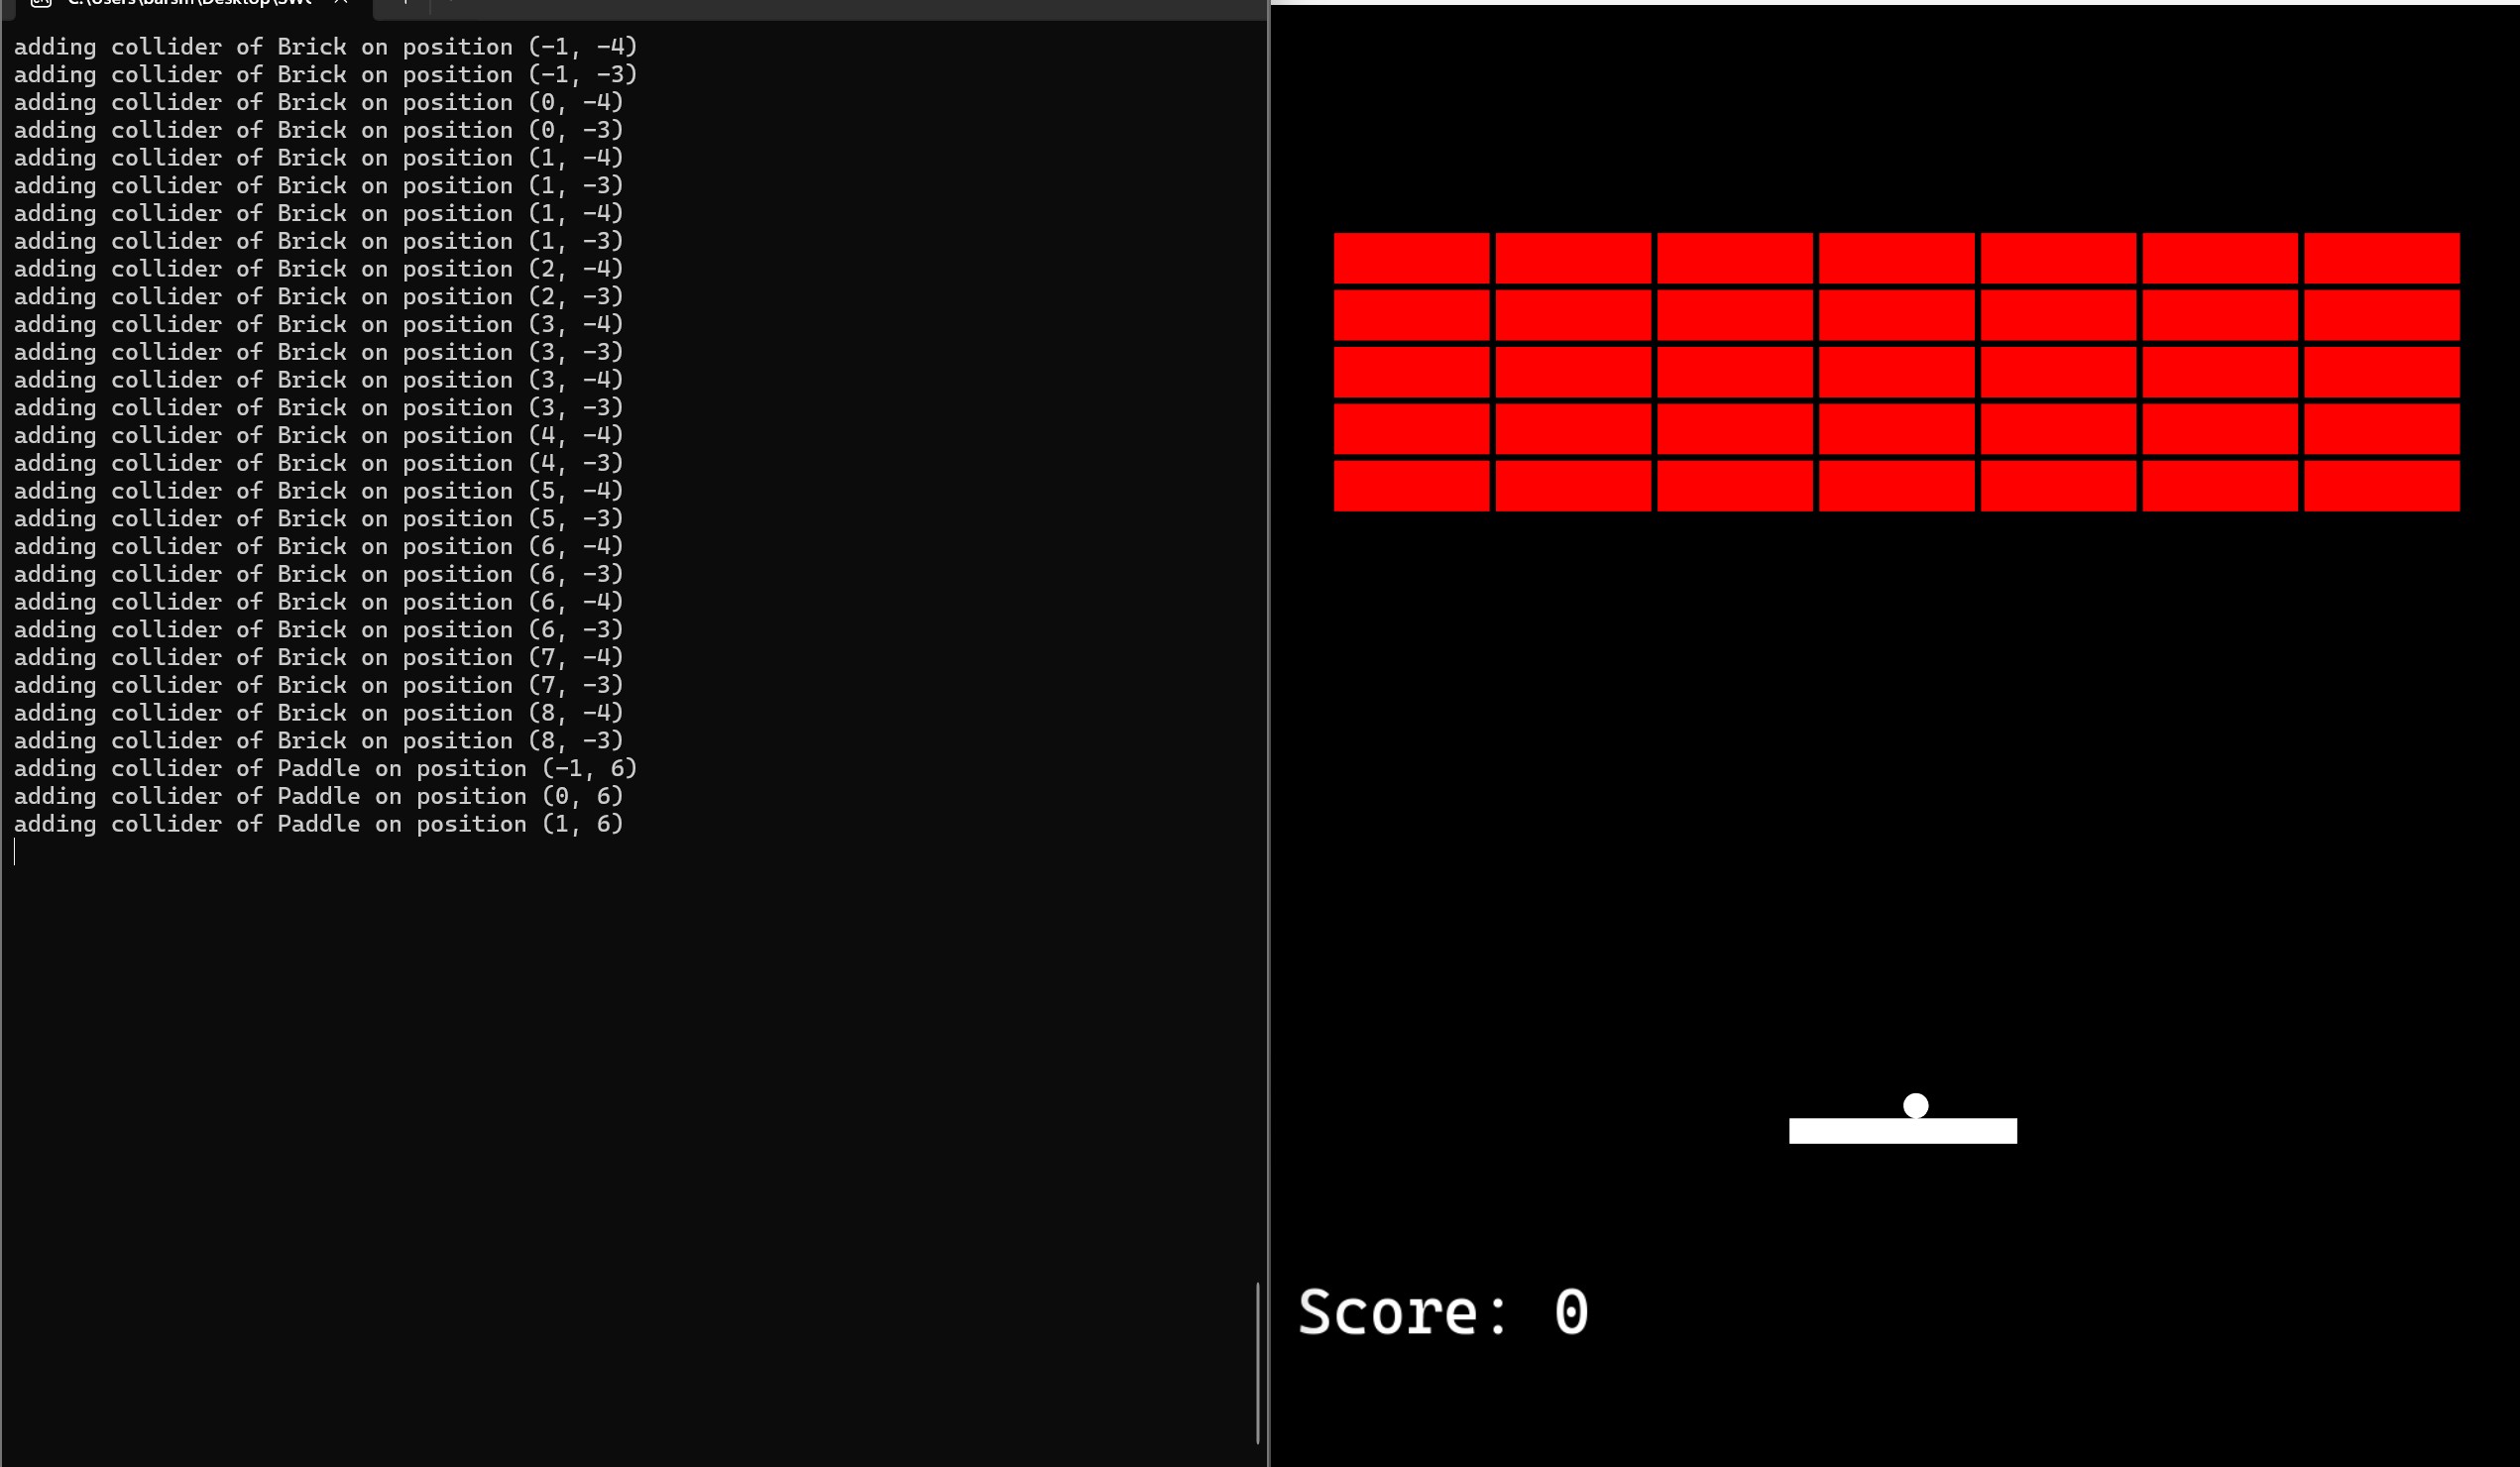 adding collider of Brick on position (-1, -4)
adding collider of Brick on position (-1, -3)
adding collider of Brick on position (0, -4)
adding collider of Brick on position (0, -3)
adding collider of Brick on position (1, -4)
adding collider of Brick on position (1, -3)
adding collider of Brick on position (1, -4)
adding collider of Brick on position (1, -3)
adding collider of Brick on position (2, -4)
adding collider of Brick on position (2, -3)
adding collider of Brick on position (3, -4)
adding collider of Brick on position (3, -3)
adding collider of Brick on position (3, -4)
adding collider of Brick on position (3, -3)
adding collider of Brick on position (4, -4)
adding collider of Brick on position (4, -3)
adding collider of Brick on position (5, -4)
adding collider of Brick on position (5, -3)
adding collider of Brick on position (6, -4)
adding collider of Brick on position (6, -3)
adding collider of Brick on position (6, -4)
adding collider of Brick on position (6, -3)
adding collider of Brick on position (7, -4)
adding collider of Brick on position (7, -3)
adding collider of Brick on position (8, -4)
adding collider of Brick on position (8, -3)
adding collider of Paddle on position (-1, 6)
adding collider of Paddle on position (0, 6)
adding collider of Paddle on position (1, 6)
Score: 0